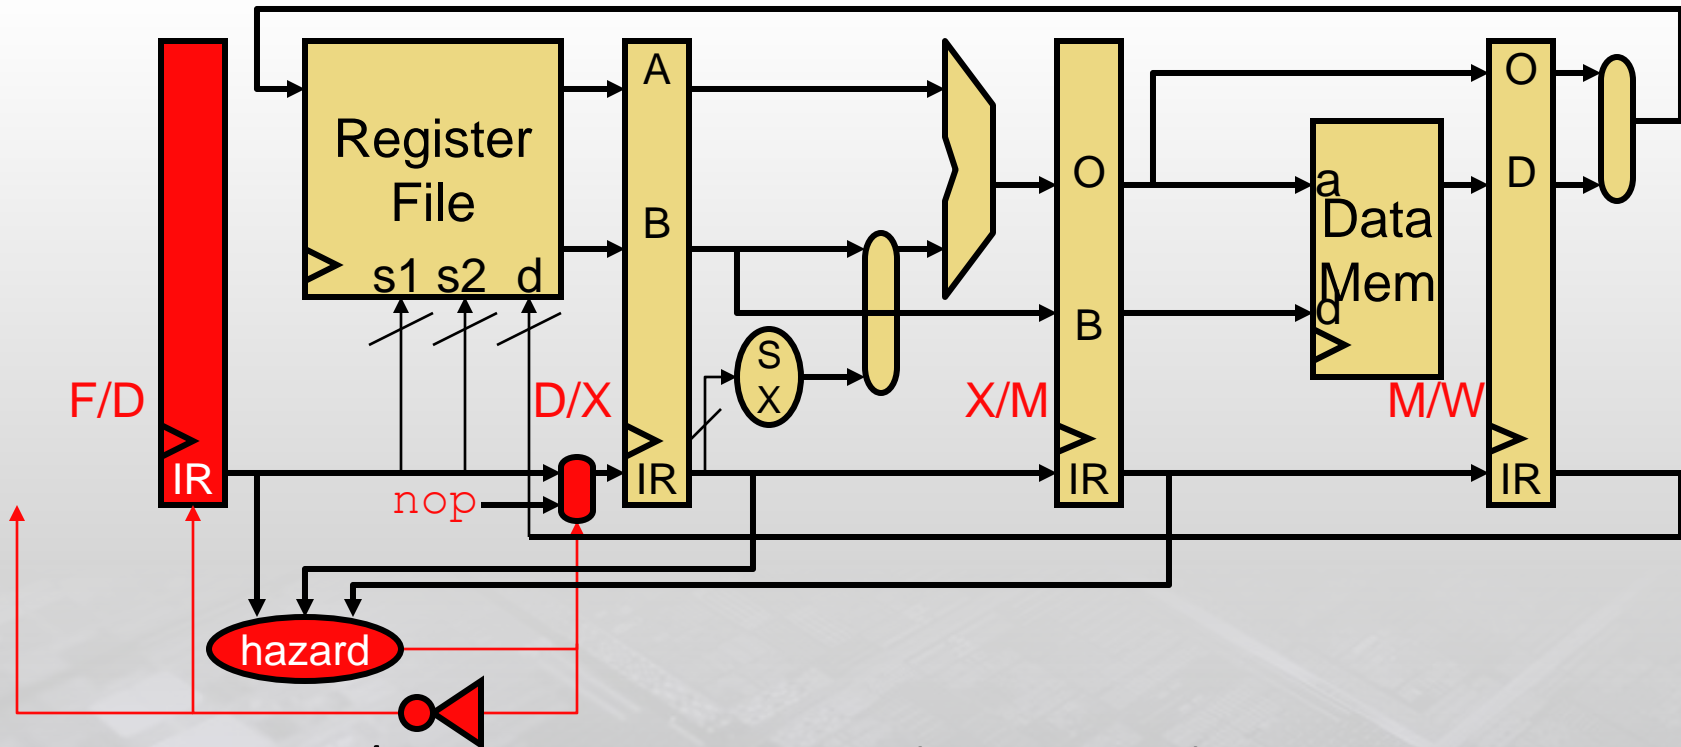 Register
File
s1 s2 d
F/D
IR
nop
D/X
A
B
IR
S
X
X/M
O
B
IR
a
Data
Mem
d
M/W
O
D
IR
hazard